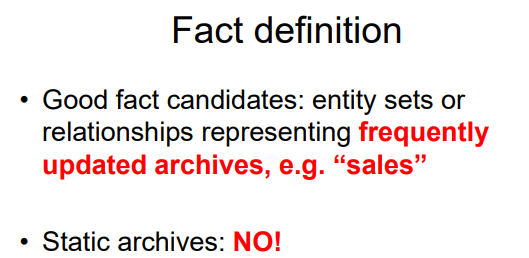 Fact definition
• Good fact candidates: entity sets or
relationships representing frequently
updated archives, e.g. “sales”
• Static archives: NO!